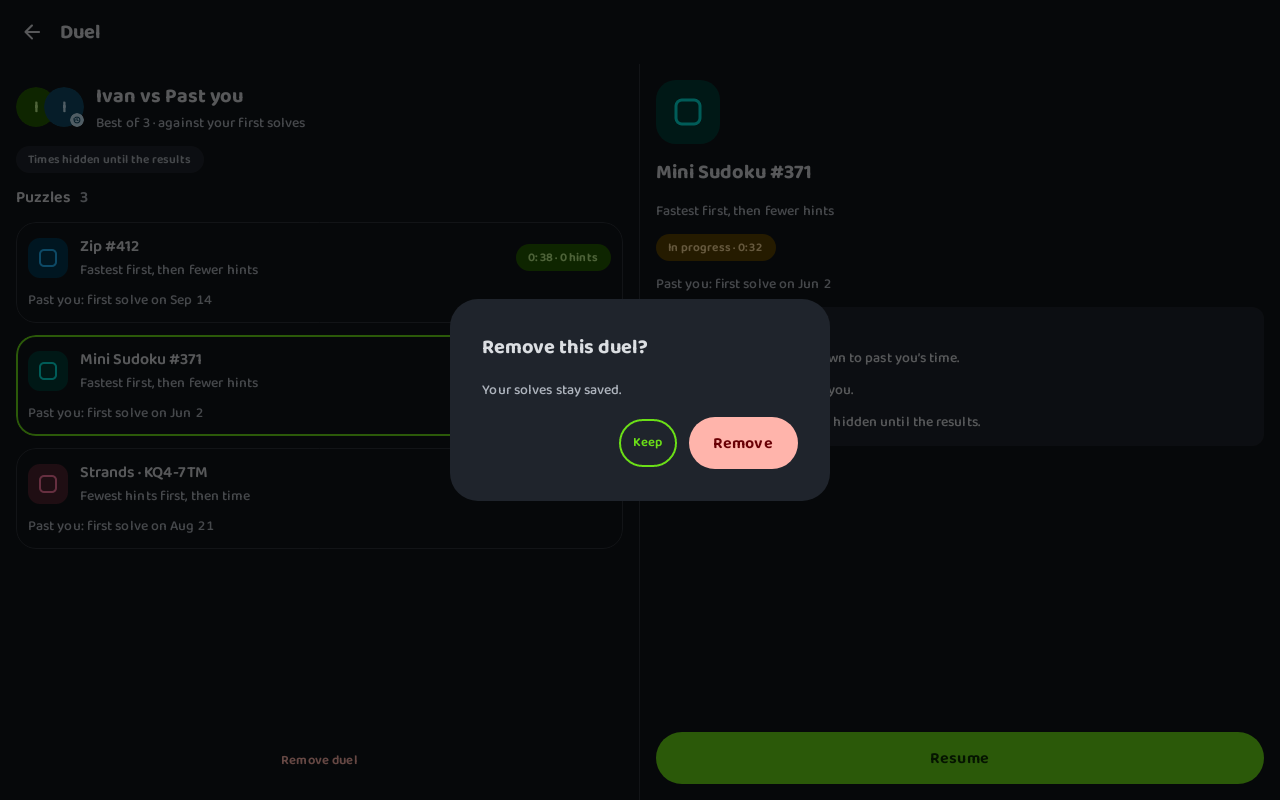 Duel
I
I
Ivan vs Past you
Best of 3 · against your first solves
Times hidden until the results
Puzzles 3
Zip #412
Fastest first, then fewer hints
0:38 · 0 hints
Past you: first solve on Sep 14
Mini Sudoku #371
Fastest first, then fewer hints
Past you: first solve on Jun 2
Strands · KQ4-7TM
Fewest hints first, then time
Past you: first solve on Aug 21
Remove duel
Mini Sudoku #371
Fastest first, then fewer hints
In progress · 0:32
Past you: first solve on Jun 2
to past you's time.
you.
hidden until the results.
Resume
Remove this duel?
Your solves stay saved.
Keep
Remove